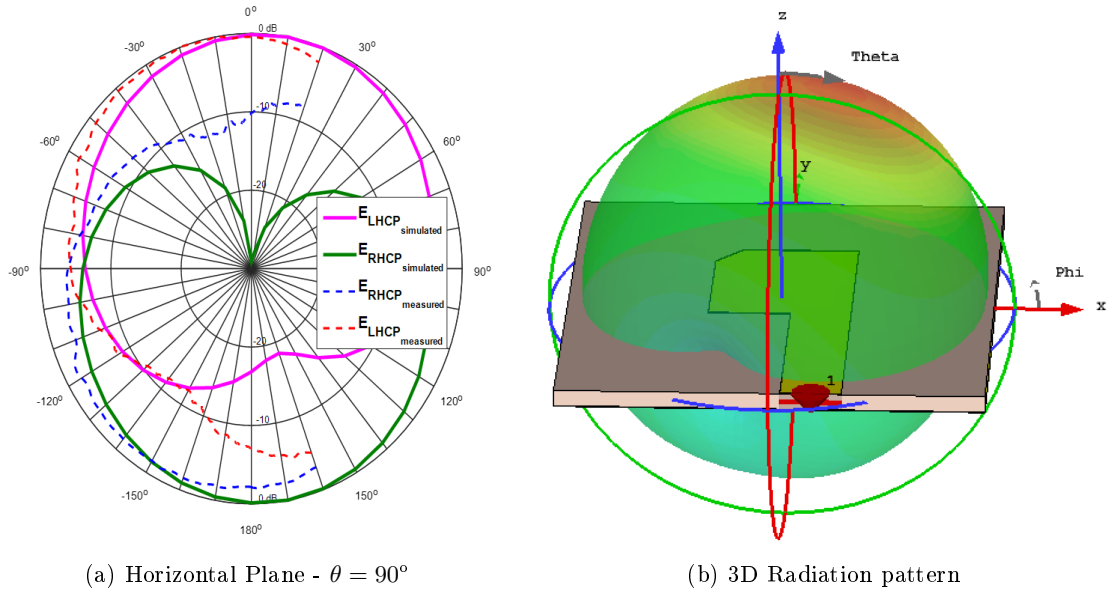 0°
0 dB
-30°
30°
-10
-60°
60°
-20
E_LHCP simulated
E_RHCP simulated
E_RHCP measured
E_LHCP measured
-90°
90°
-20
-120°
120°
-10
-150°
150°
0 dB
180°
(a) Horizontal Plane - θ = 90°
z
Theta
y
Phi
x
1
(b) 3D Radiation pattern